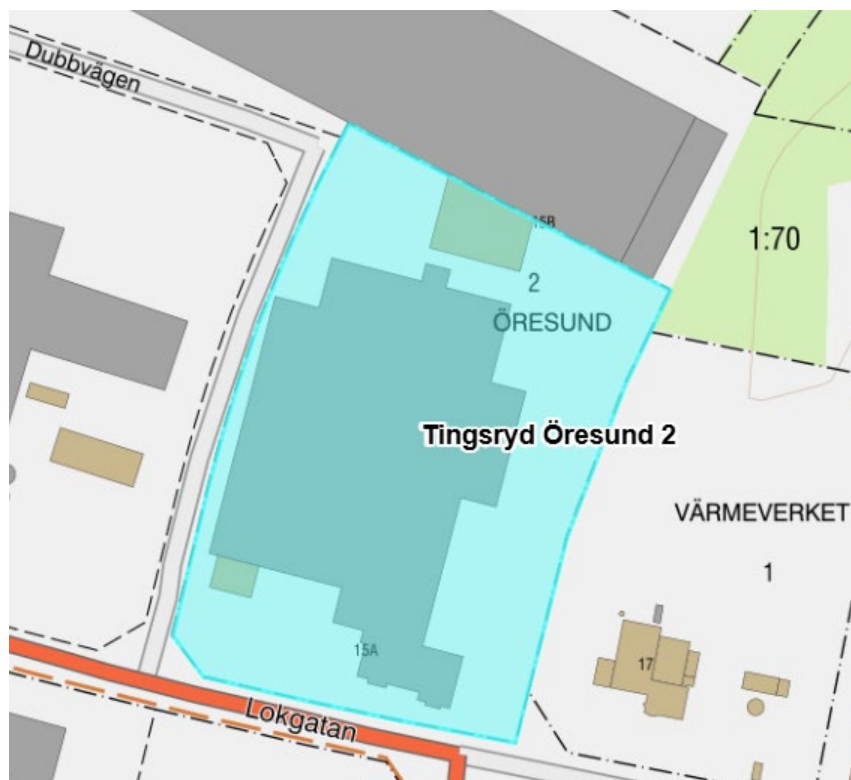 Dubbvägen
15B
1:70
2
ÖRESUND
Tingsryd Öresund 2
VÄRMEVERKET
1
15A
17
Lokgatan